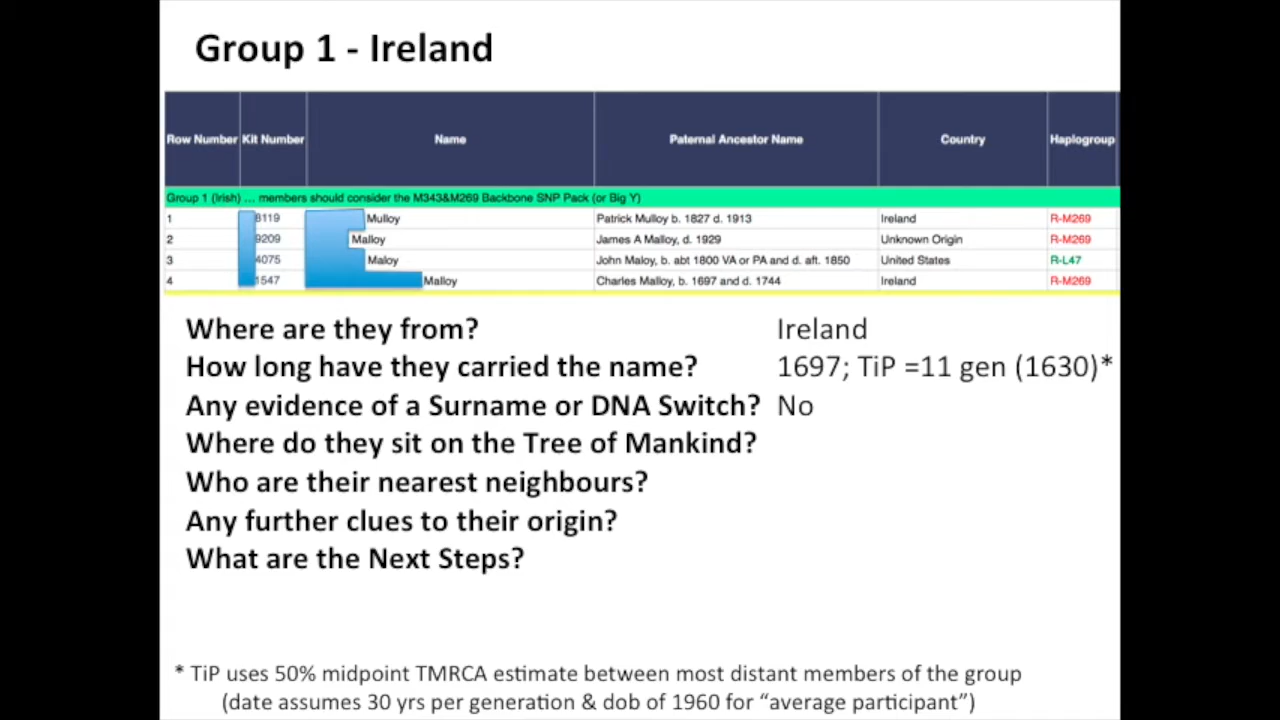 Group 1 - Ireland
Row Number Kit Number Name Paternal Ancestor Name Country Haplogroup
Group 1 (Irish) ... members should consider the M343&M269 Backbone SNP Pack (or Big Y)
1 8119 Mulloy Patrick Mulloy b. 1827 d. 1913 Ireland R-M269
2 9209 Malloy James A Malloy, d. 1929 Unknown Origin R-M269
3 4075 Maloy John Maloy, b. abt 1800 VA or PA and d. aft. 1850 United States R-L47
4 1547 Malloy Charles Malloy, b. 1697 and d. 1744 Ireland R-M269
Where are they from? Ireland
How long have they carried the name? 1697; TiP =11 gen (1630)*
Any evidence of a Surname or DNA Switch? No
Where do they sit on the Tree of Mankind?
Who are their nearest neighbours?
Any further clues to their origin?
What are the Next Steps?
* TiP uses 50% midpoint TMRCA estimate between most distant members of the group
(date assumes 30 yrs per generation & dob of 1960 for “average participant”)